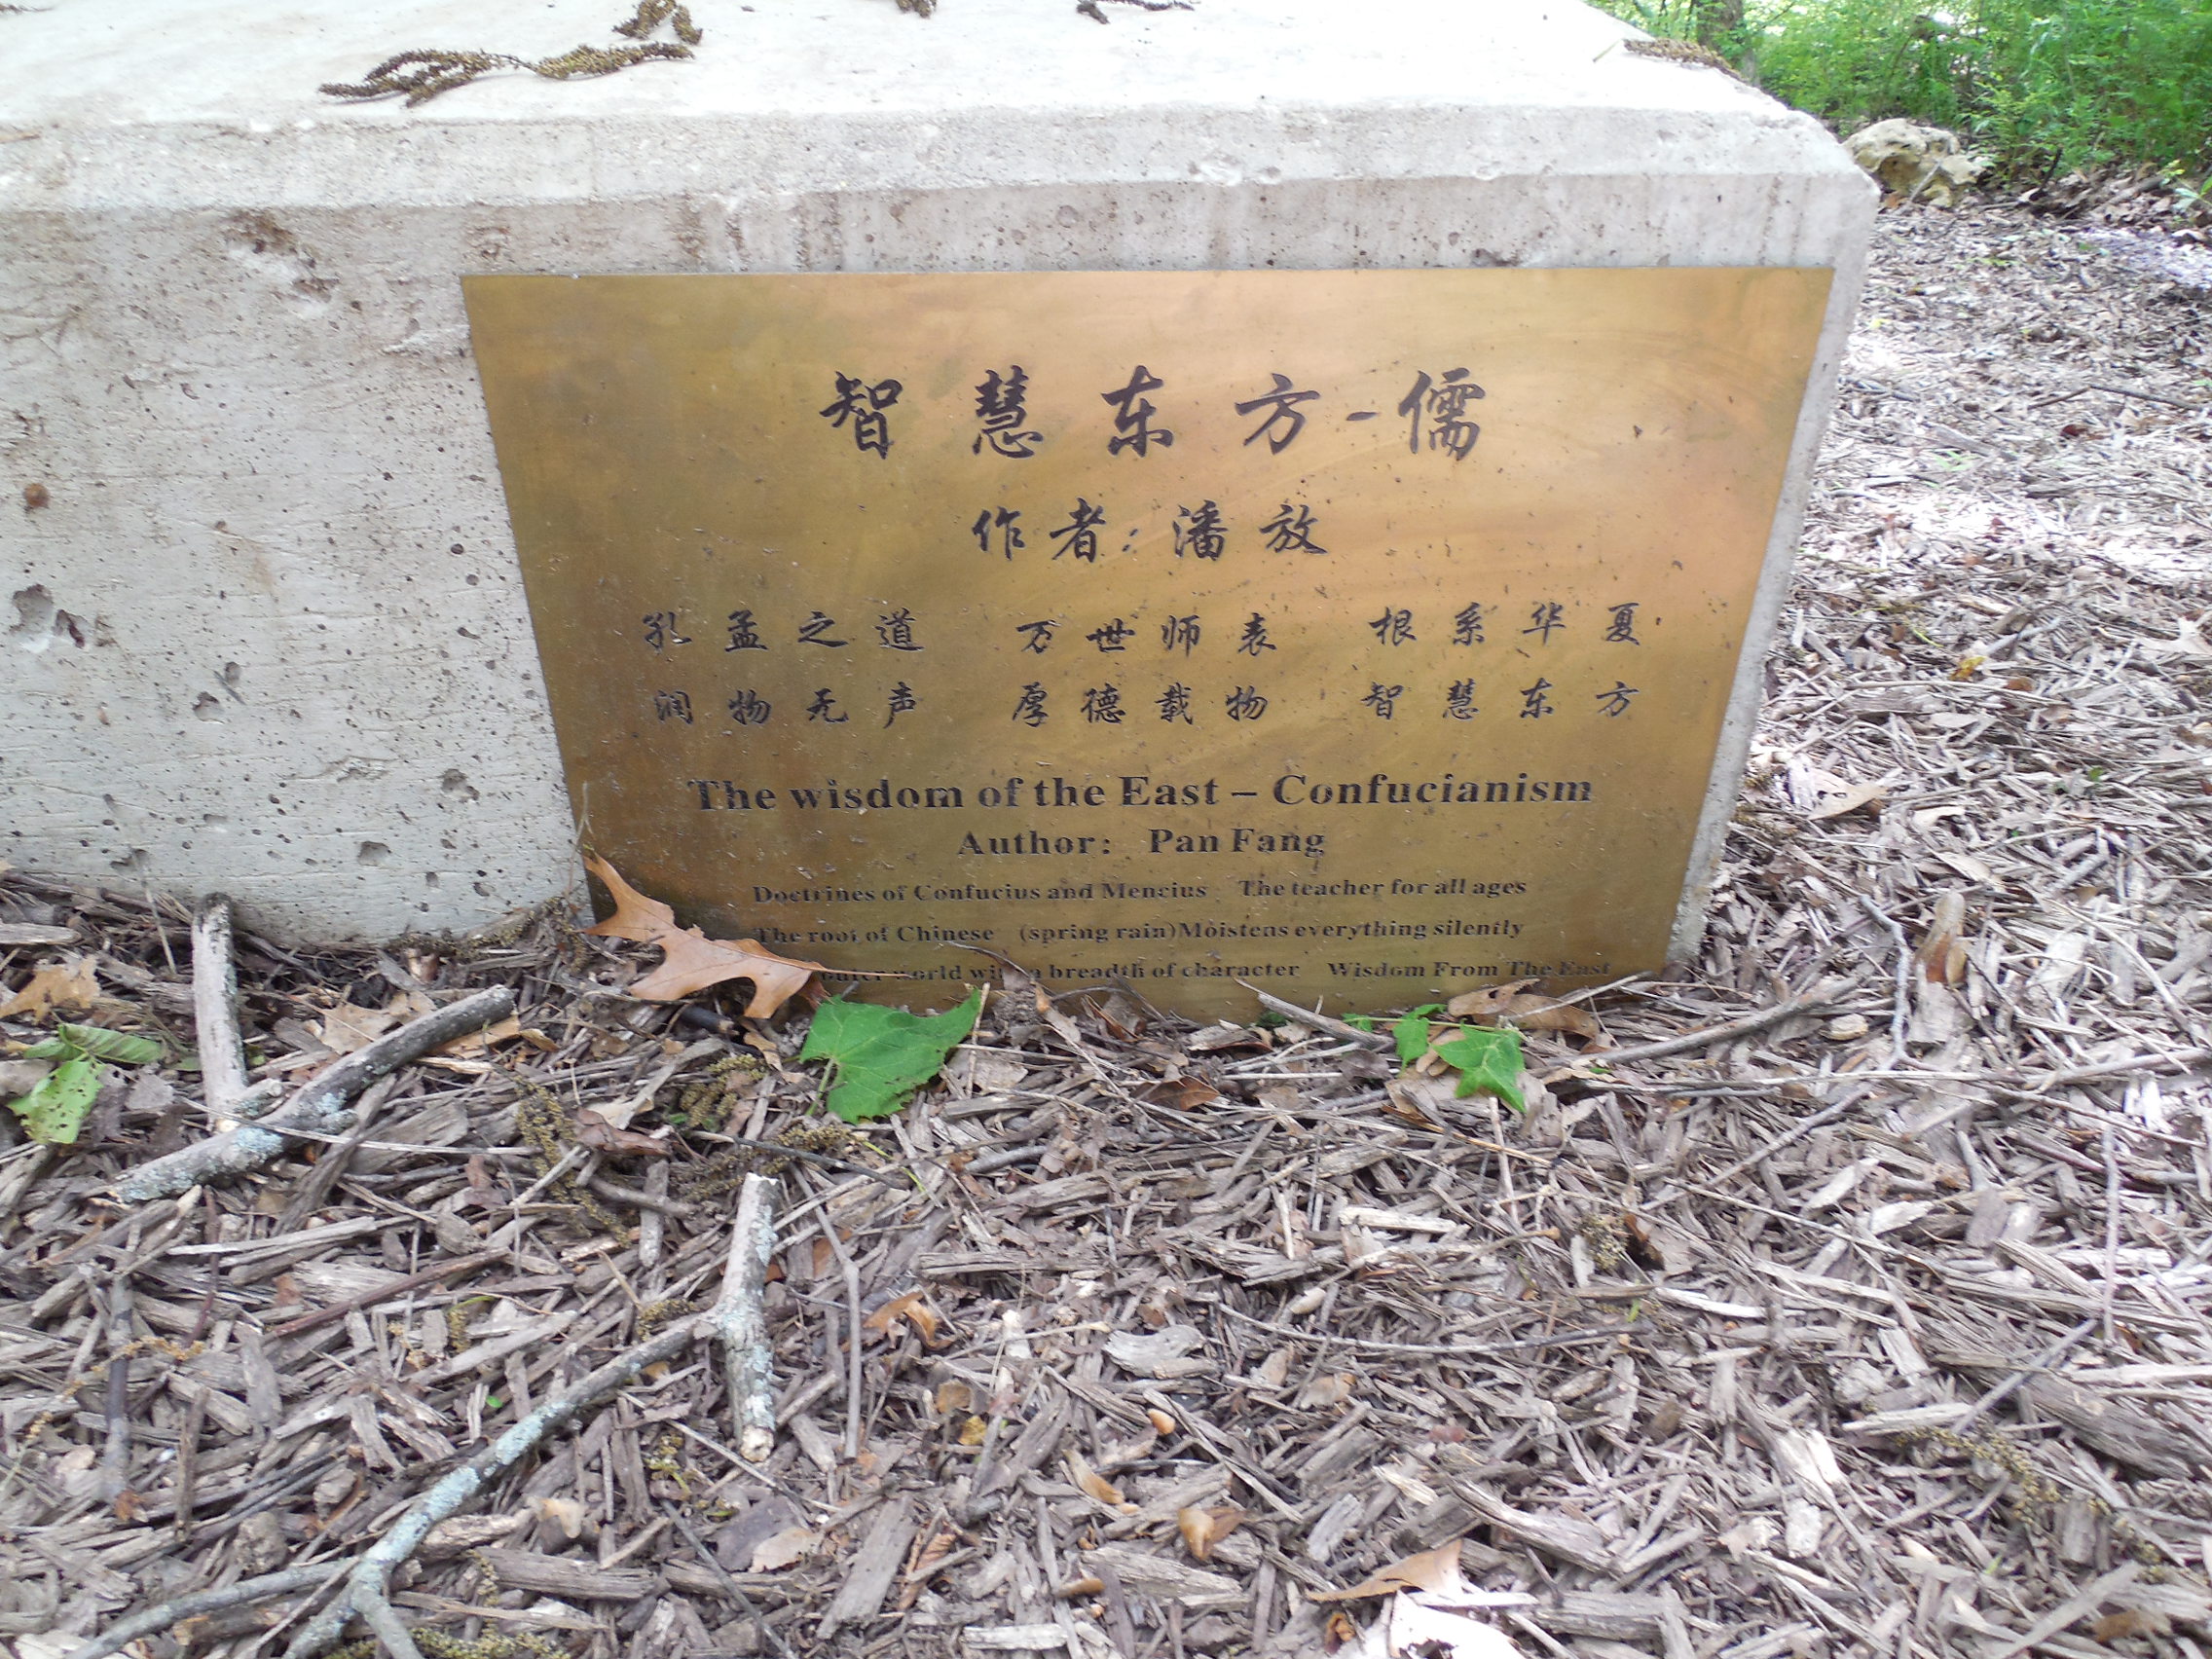 智慧东方-儒
作者:潘放
孔孟之道 万世师表 根系华夏
润物无声 厚德载物 智慧东方
The wisdom of the East – Confucianism
Author: Pan Fang
Doctrines of Confucius and Mencius The teacher for all ages
The root of Chinese (spring rain)Moistens everything silently
outer world with a breadth of character Wisdom From The East